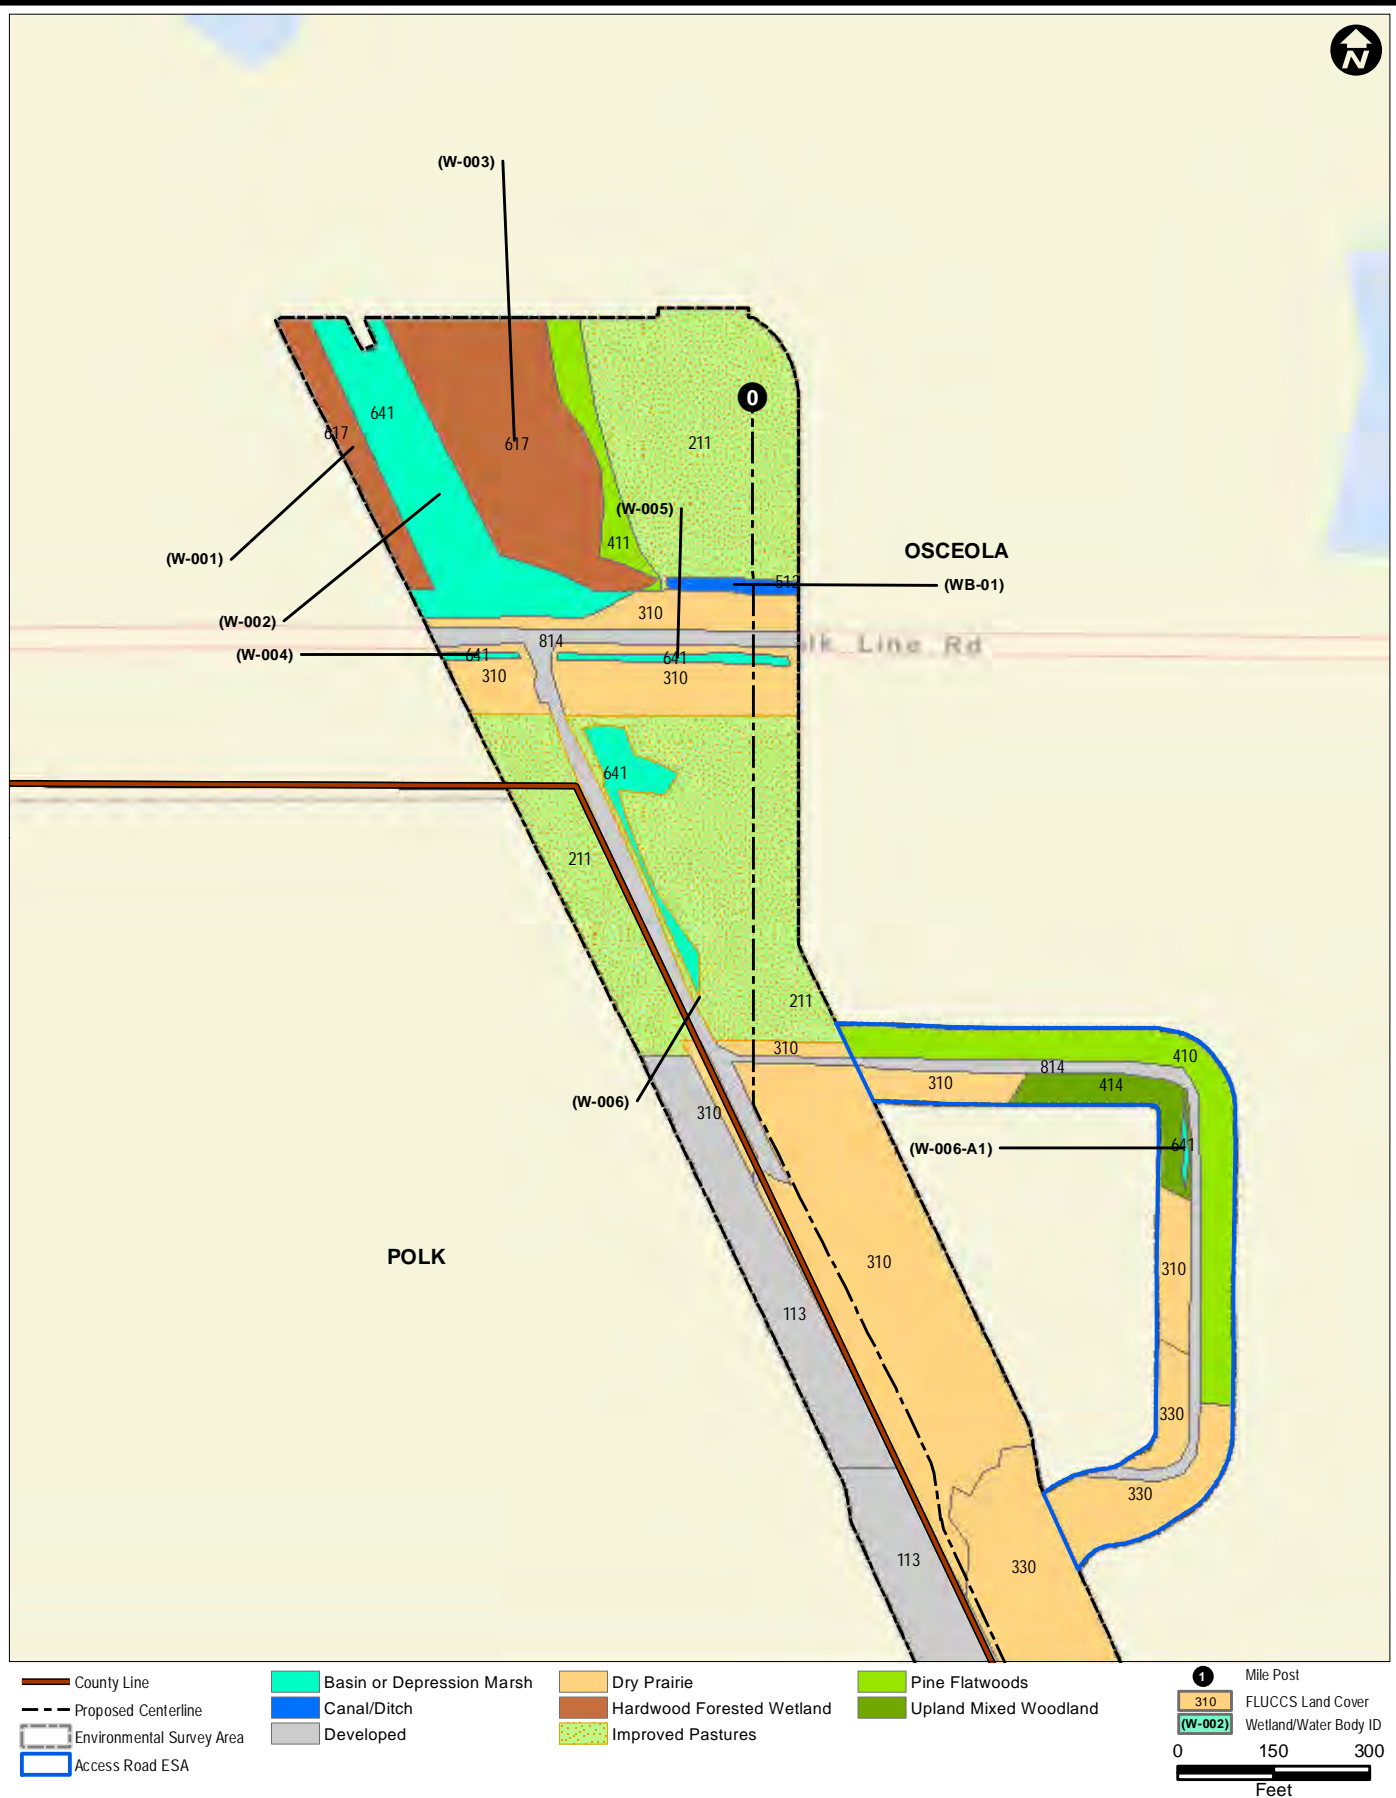 N
(W-003)
0
641
617
617
211
(W-005)
411
OSCEOLA
(W-001)
512
(WB-01)
310
(W-002)
814
lk Line Rd
(W-004)
641
641
310
310
641
211
211
310
410
814
310
414
(W-006)
310
641
(W-006-A1)
POLK
310
310
113
330
330
113
330
County Line
Proposed Centerline
Environmental Survey Area
Access Road ESA
Basin or Depression Marsh
Canal/Ditch
Developed
Dry Prairie
Hardwood Forested Wetland
Improved Pastures
Pine Flatwoods
Upland Mixed Woodland
1 Mile Post
310 FLUCCS Land Cover
(W-002) Wetland/Water Body ID
0 150 300
Feet